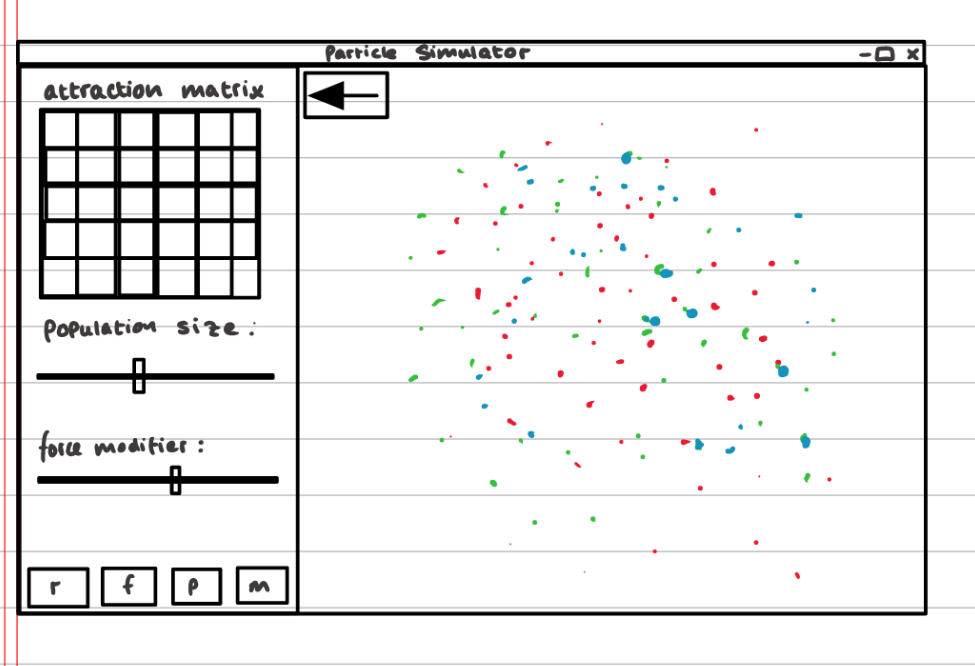 Particle Simulator
attraction matrix
Population size :
force modifier :
r f p m